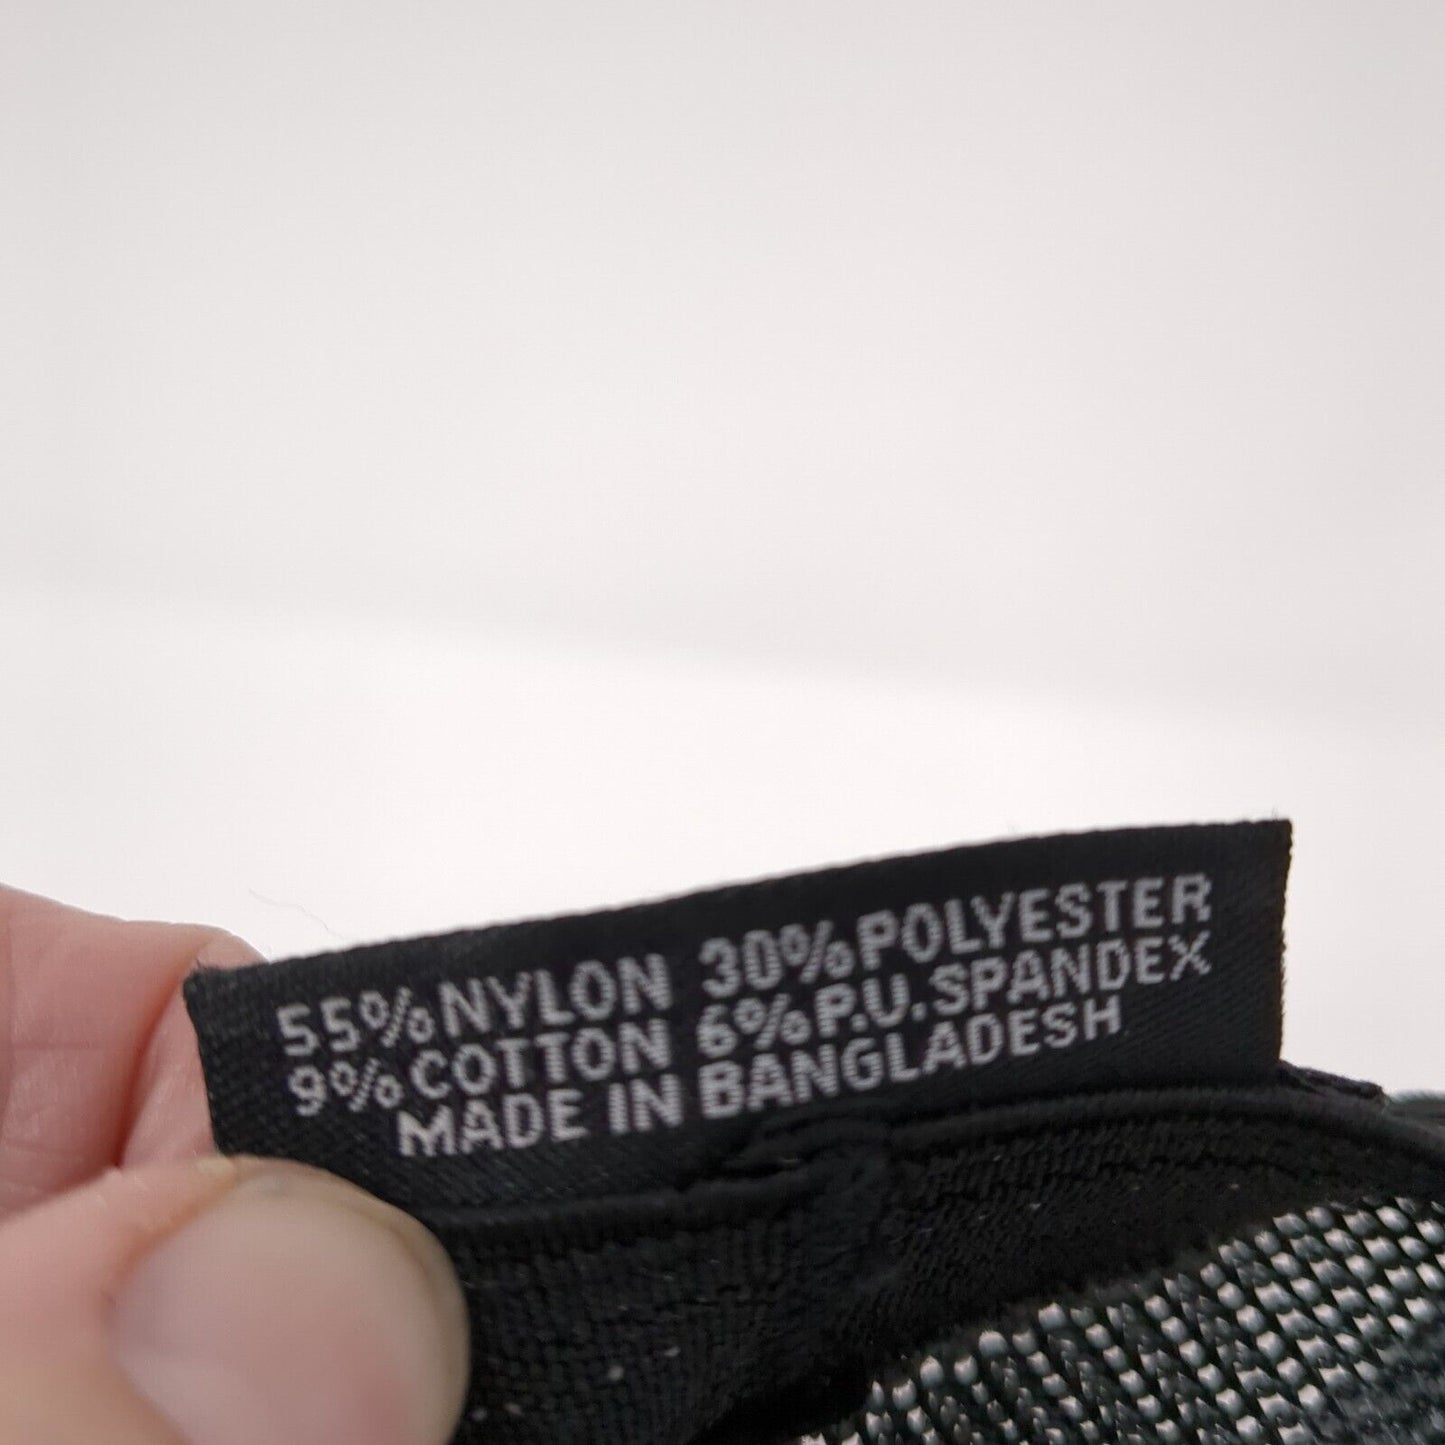 55% NYLON 30% POLYESTER
9% COTTON 6% P.U. SPANDEX
MADE IN BANGLADESH